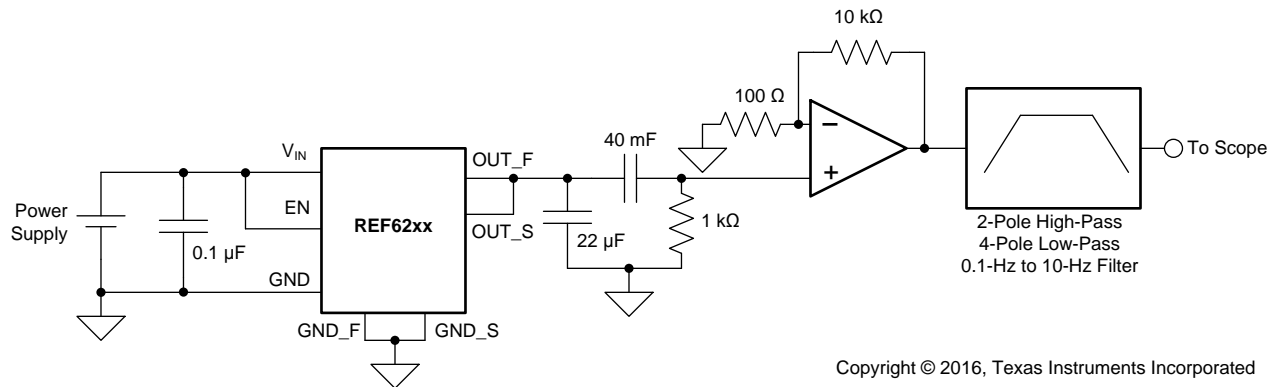 10 kΩ
100 Ω
40 mF
V_IN
OUT_F
To Scope
Power
Supply
EN
REF62xx
OUT_S
1 kΩ
0.1 µF
22 µF
2-Pole High-Pass
4-Pole Low-Pass
0.1-Hz to 10-Hz Filter
GND
GND_F
GND_S
Copyright © 2016, Texas Instruments Incorporated